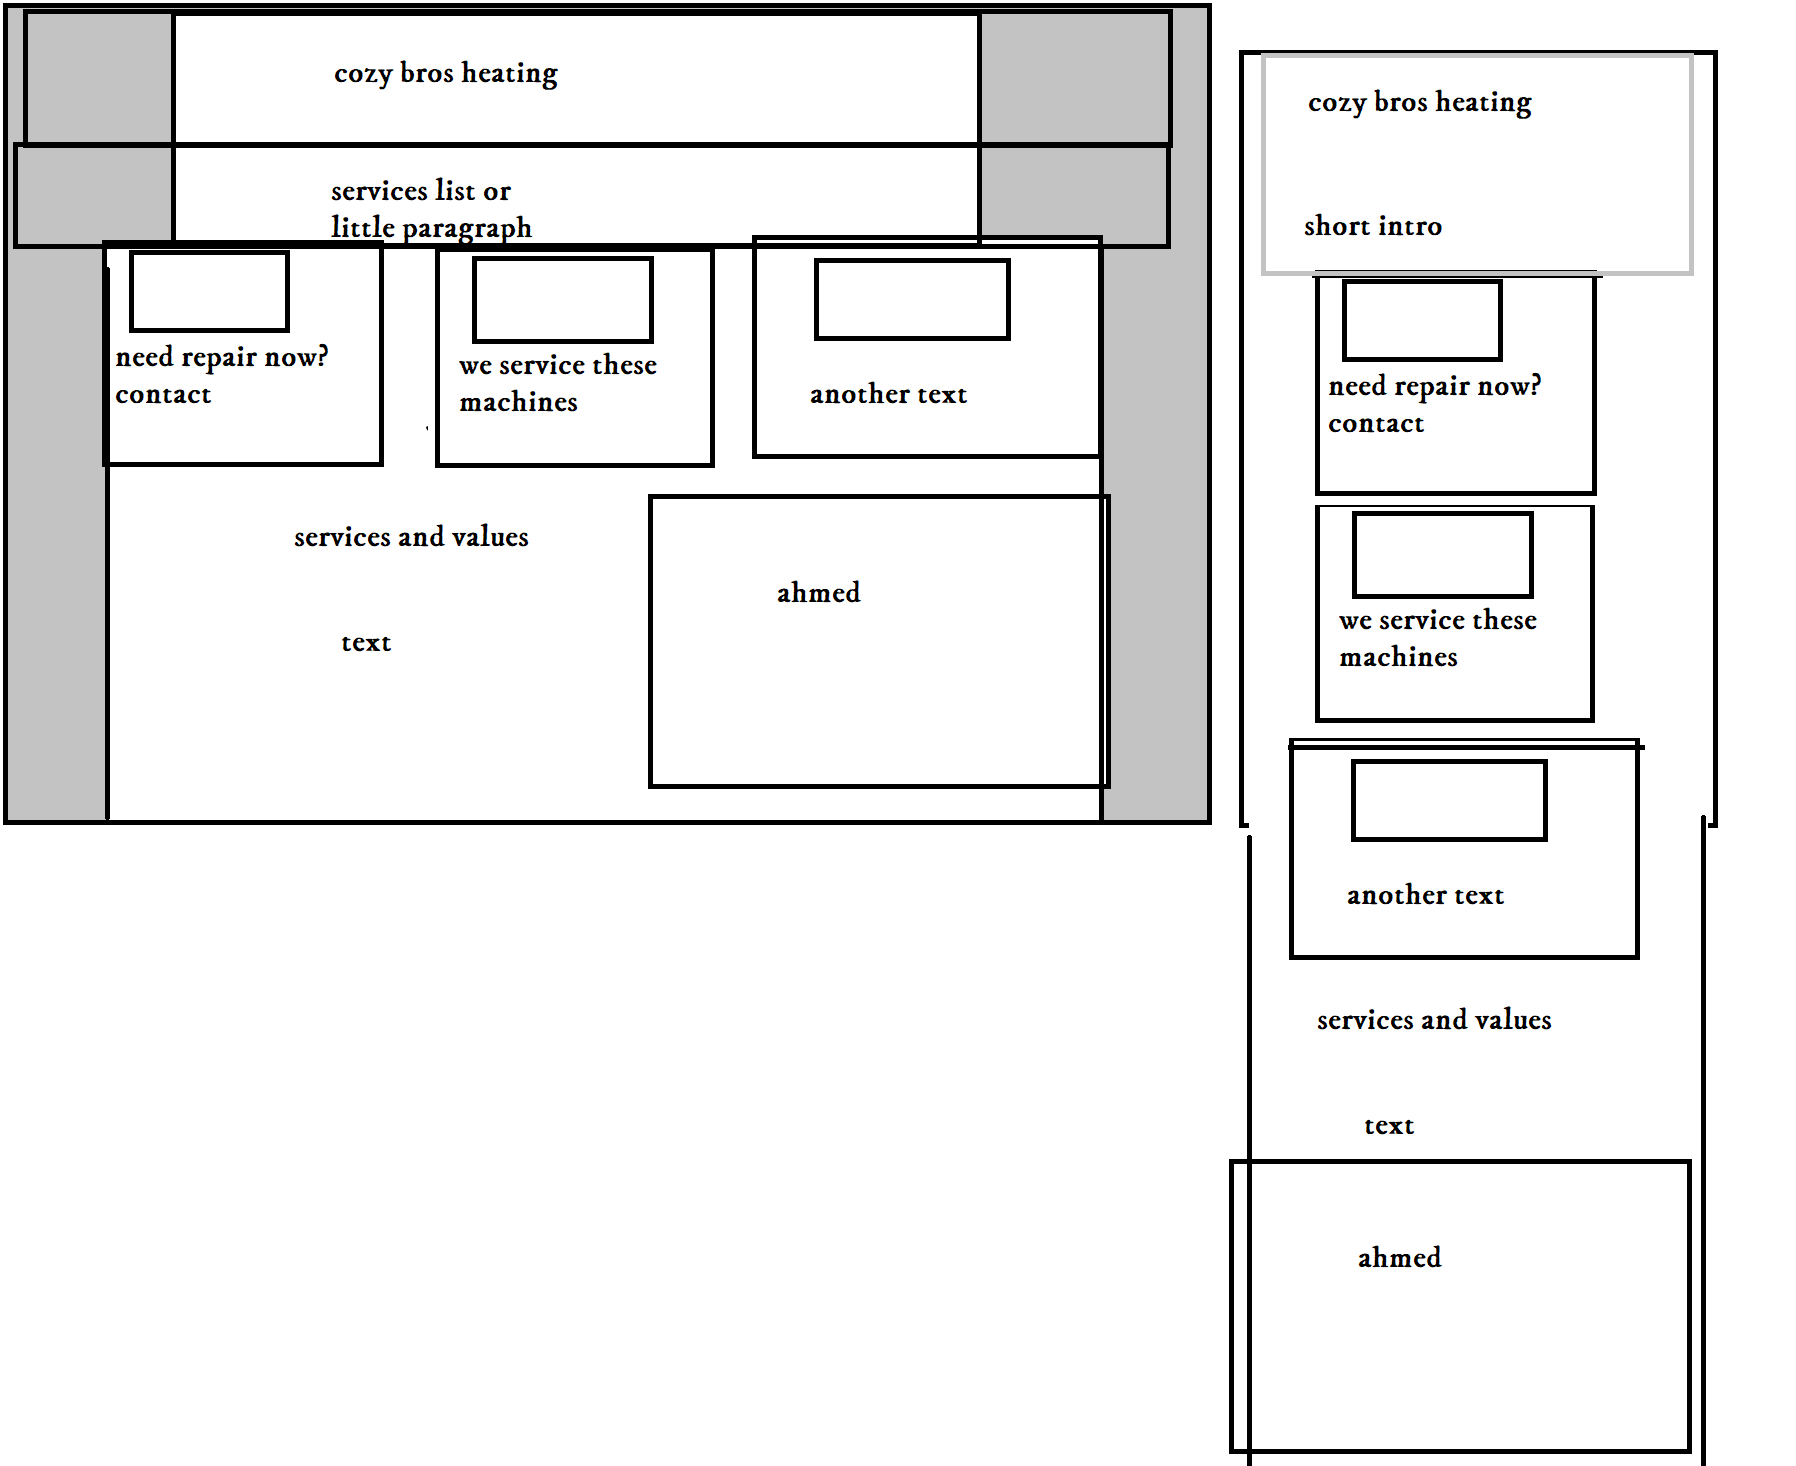 cozy bros heating
services list or
little paragraph
need repair now?
contact
we service these
machines
another text
services and values
text
ahmed
cozy bros heating
short intro
need repair now?
contact
we service these
machines
another text
services and values
text
ahmed